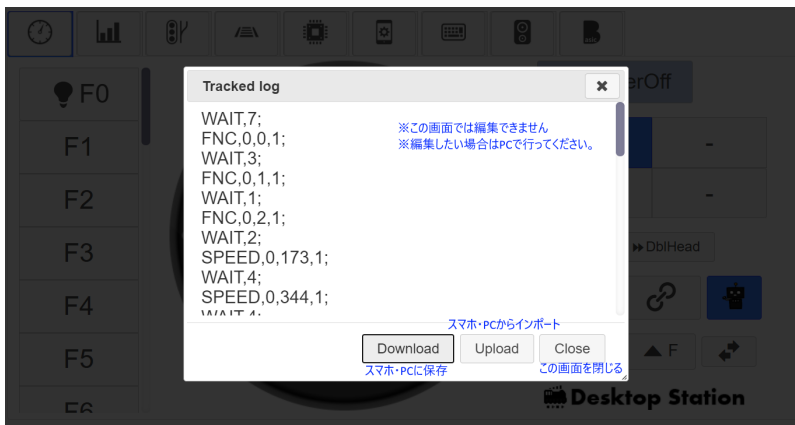 F0
F1
F2
F3
F4
F5
F6
Tracked log
WAIT,7;
FNC,0,0,1;
WAIT,3;
FNC,0,1,1;
WAIT,1;
FNC,0,2,1;
WAIT,2;
SPEED,0,173,1;
WAIT,4;
SPEED,0,344,1;
WAIT,4;
※この画面では編集できません
※編集したい場合はPCで行ってください。
スマホ・PCからインポート
Download
Upload
Close
スマホ・PCに保存
この画面を閉じる
erOff
-
-
DblHead
F
Desktop Station